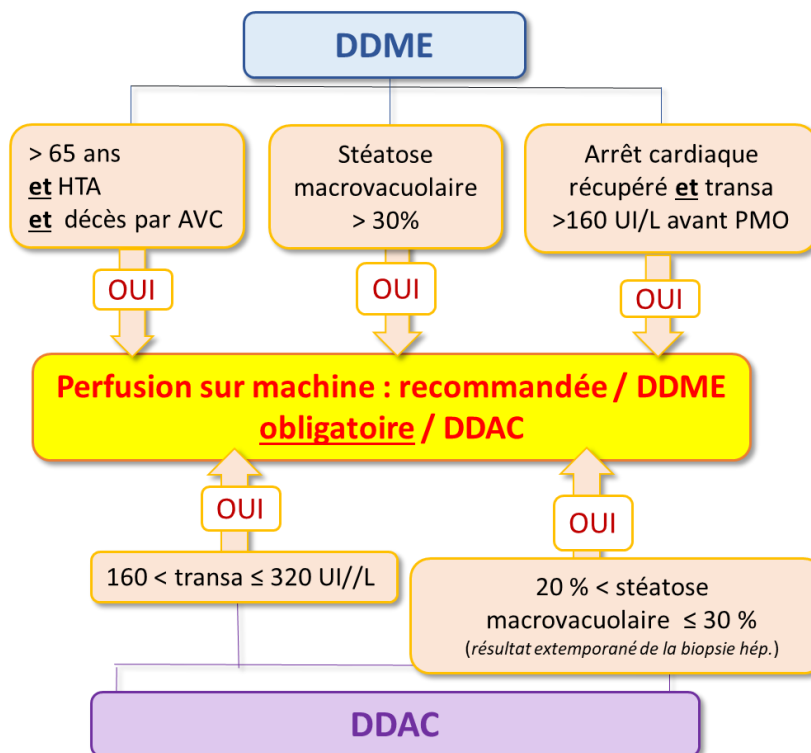 DDME
> 65 ans
et HTA
et décès par AVC
Stéatose
macrovacuolaire
> 30%
Arrêt cardiaque
récupéré et transa
>160 UI/L avant PMO
OUI
OUI
OUI
Perfusion sur machine : recommandée / DDME
obligatoire / DDAC
OUI
OUI
160 < transa ≤ 320 UI//L
20 % < stéatose
macrovacuolaire ≤ 30 %
(résultat extemporané de la biopsie hép.)
DDAC